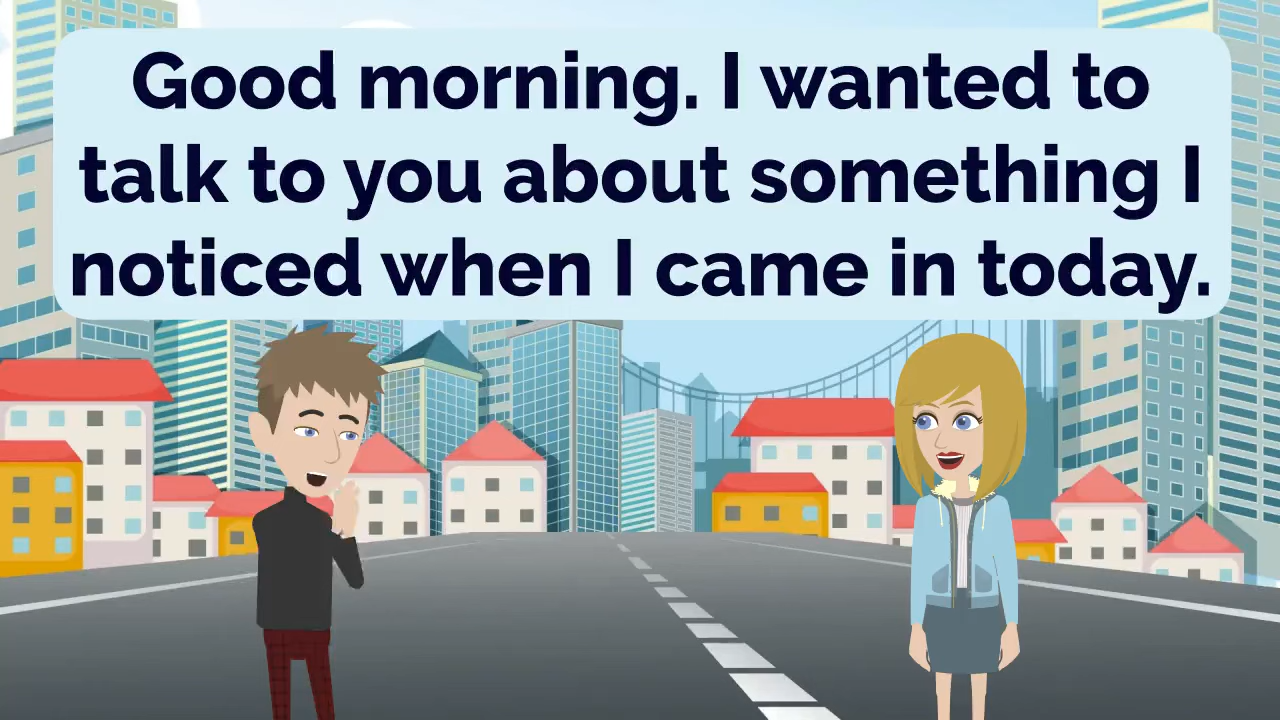 Good morning. I wanted to
talk to you about something I
noticed when I came in today.